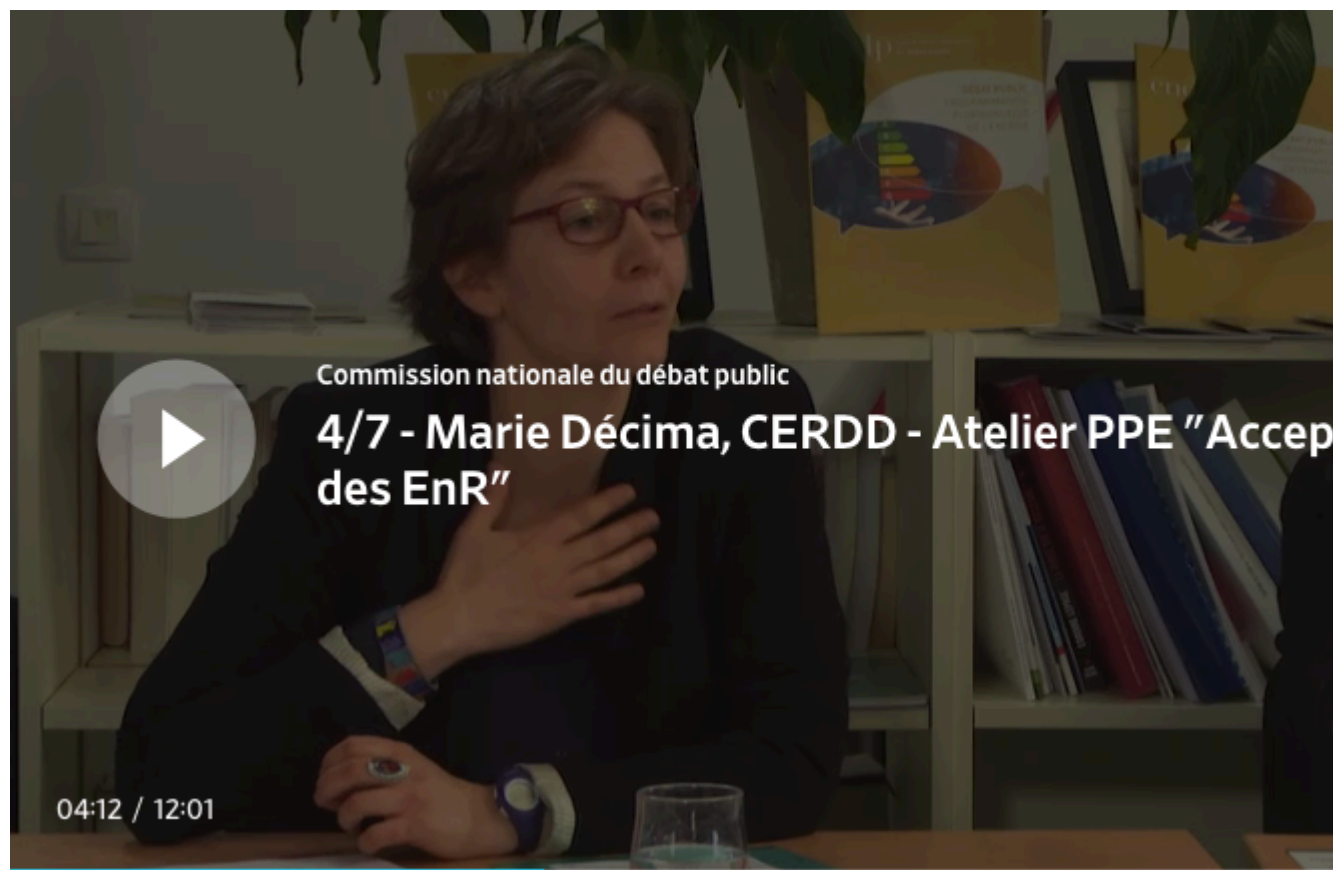 Commission nationale du débat public
4/7 - Marie Décima, CERDD - Atelier PPE "Accep
des EnR"
04:12 / 12:01